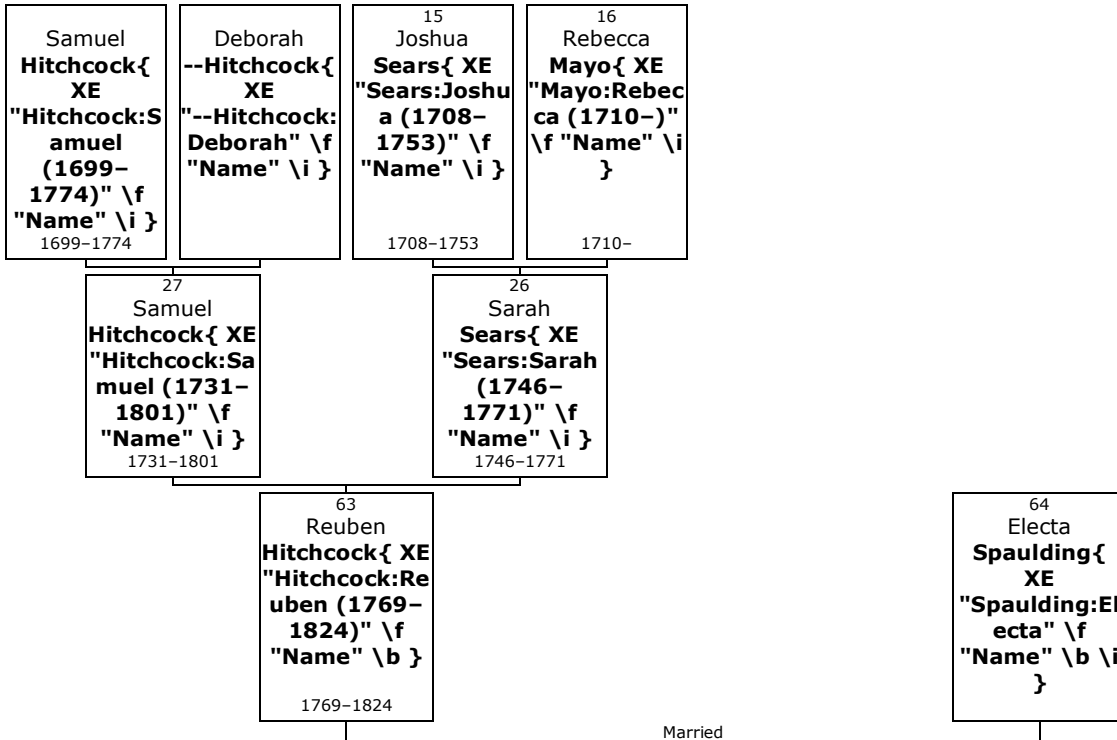 Samuel
Hitchcock{
XE
"Hitchcock:S
amuel
(1699–
1774)" \f
"Name" \i }
1699–1774
Deborah
--Hitchcock{
XE
"--Hitchcock:
Deborah" \f
"Name" \i }
15
Joshua
Sears{ XE
"Sears:Joshu
a (1708–
1753)" \f
"Name" \i }
1708–1753
16
Rebecca
Mayo{ XE
"Mayo:Rebec
ca (1710–)"
\f "Name" \i
}
1710–
27
Samuel
Hitchcock{ XE
"Hitchcock:Sa
muel (1731–
1801)" \f
"Name" \i }
1731–1801
26
Sarah
Sears{ XE
"Sears:Sarah
(1746–
1771)" \f
"Name" \i }
1746–1771
63
Reuben
Hitchcock{ XE
"Hitchcock:Re
uben (1769–
1824)" \f
"Name" \b }
1769–1824
64
Electa
Spaulding{
XE
"Spaulding:El
ecta" \f
"Name" \b \i
}
Married